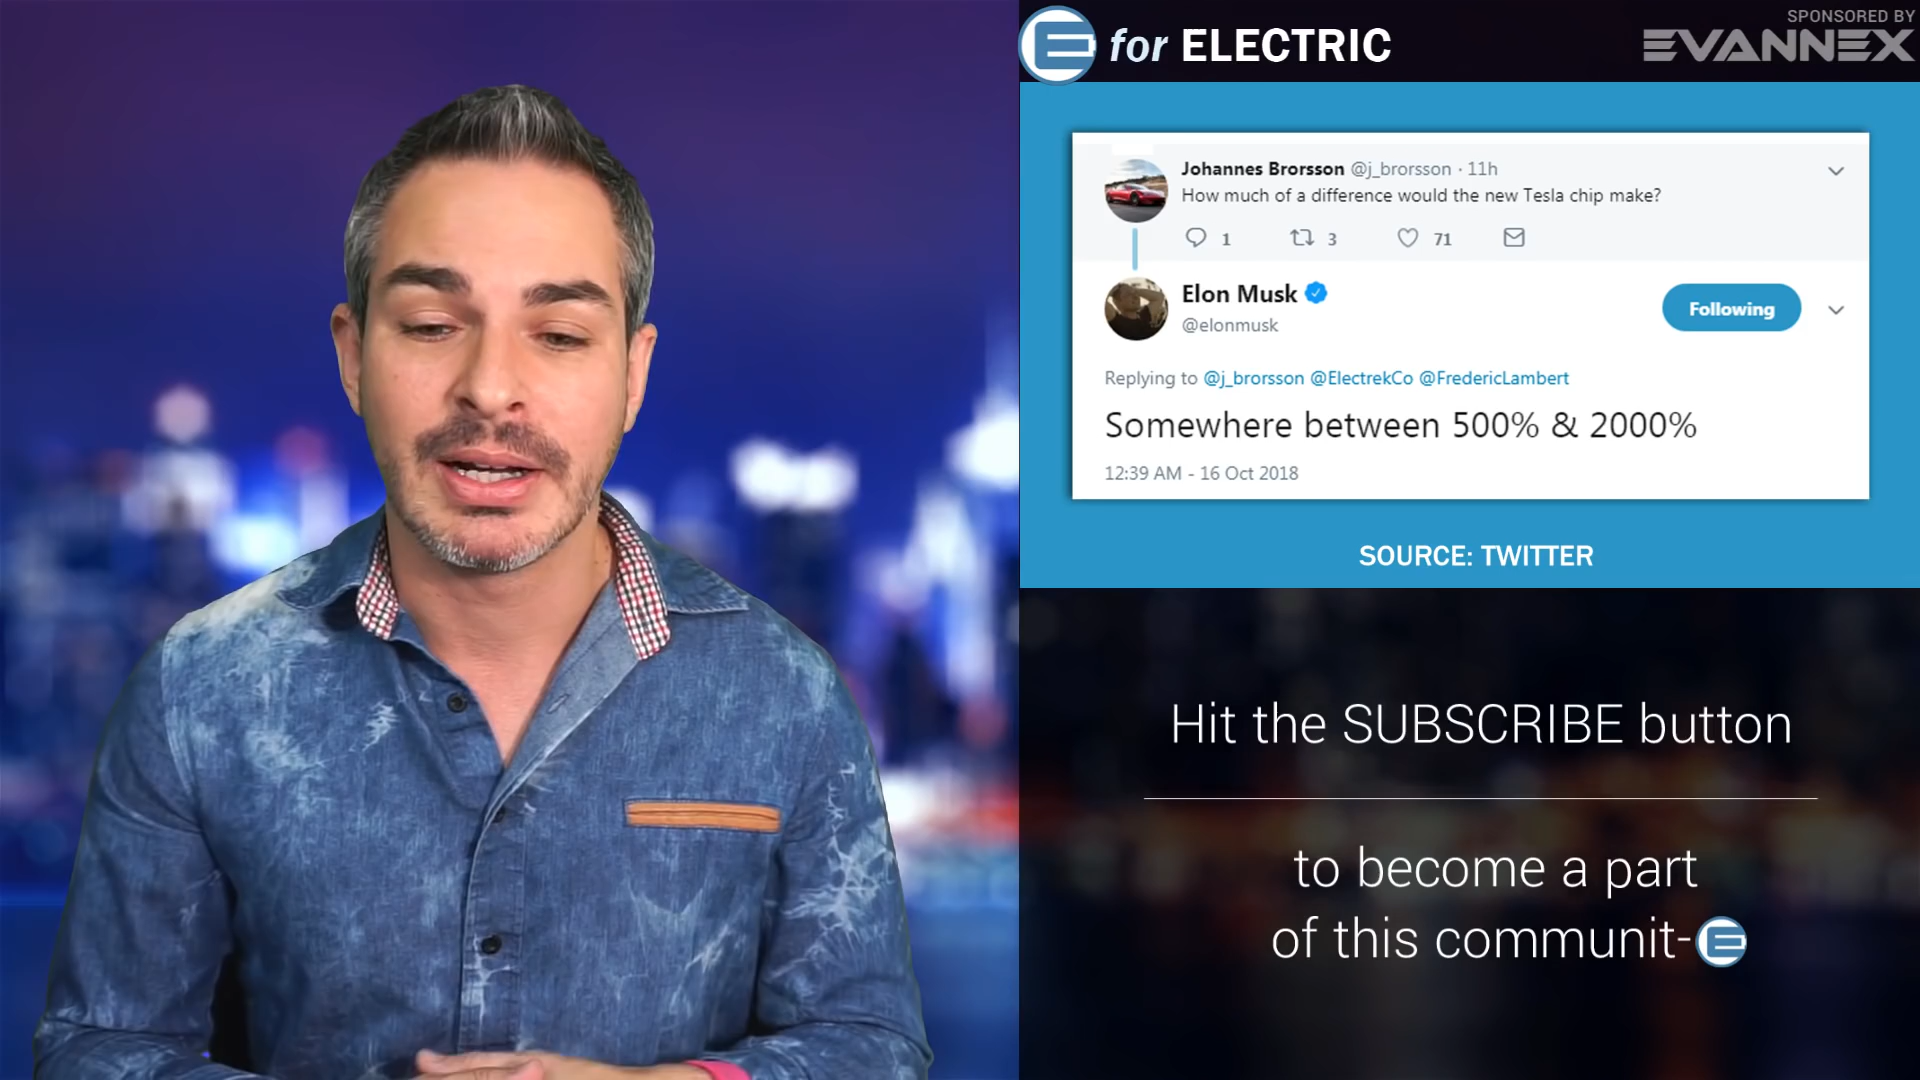 SPONSORED BY
E for ELECTRIC
EVANNEX
Johannes Brorsson @j_brorsson · 11h
How much of a difference would the new Tesla chip make?
1 3 71
Elon Musk
@elonmusk
Following
Replying to @j_brorsson @ElectrekCo @FredericLambert
Somewhere between 500% & 2000%
12:39 AM - 16 Oct 2018
SOURCE: TWITTER
Hit the SUBSCRIBE button
to become a part
of this communit-E